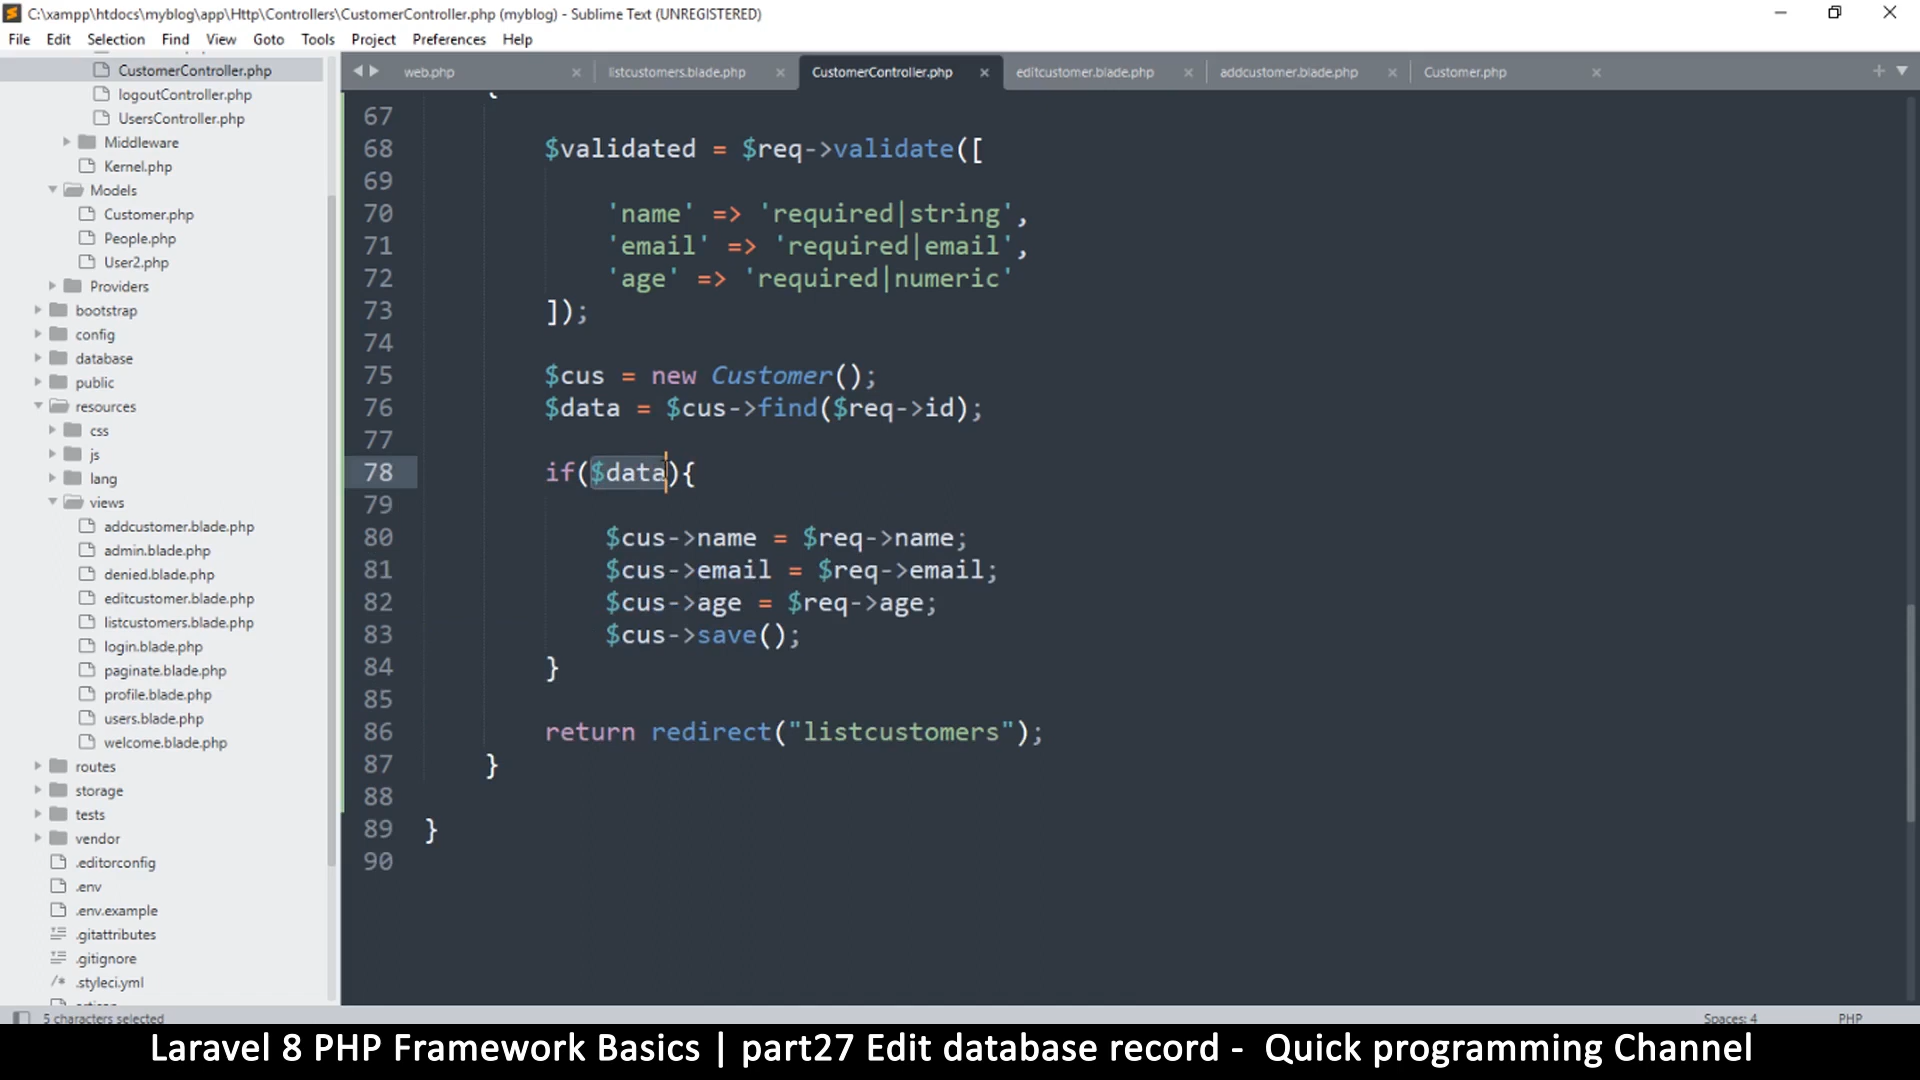 C:\xampp\htdocs\myblog\app\Http\Controllers\CustomerController.php (myblog) - Sublime Text (UNREGISTERED)
File Edit Selection Find View Goto Tools Project Preferences Help
CustomerController.php
logoutController.php
UsersController.php
Middleware
Kernel.php
Models
Customer.php
People.php
User2.php
Providers
bootstrap
config
database
public
resources
css
js
lang
views
addcustomer.blade.php
admin.blade.php
denied.blade.php
editcustomer.blade.php
listcustomers.blade.php
login.blade.php
paginate.blade.php
profile.blade.php
users.blade.php
welcome.blade.php
routes
storage
tests
vendor
.editorconfig
.env
.env.example
.gitattributes
.gitignore
/* .styleci.yml
web.php listcustomers.blade.php CustomerController.php editcustomer.blade.php addcustomer.blade.php Customer.php
{
67
68 $validated = $req->validate([
69
70 'name' => 'required|string',
71 'email' => 'required|email',
72 'age' => 'required|numeric'
73 ]);
74
75 $cus = new Customer();
76 $data = $cus->find($req->id);
77
78 if($data){
79
80 $cus->name = $req->name;
81 $cus->email = $req->email;
82 $cus->age = $req->age;
83 $cus->save();
84 }
85
86 return redirect("listcustomers");
87 }
88
89 }
90
5 characters selected Spaces: 4 PHP
Laravel 8 PHP Framework Basics | part27 Edit database record - Quick programming Channel